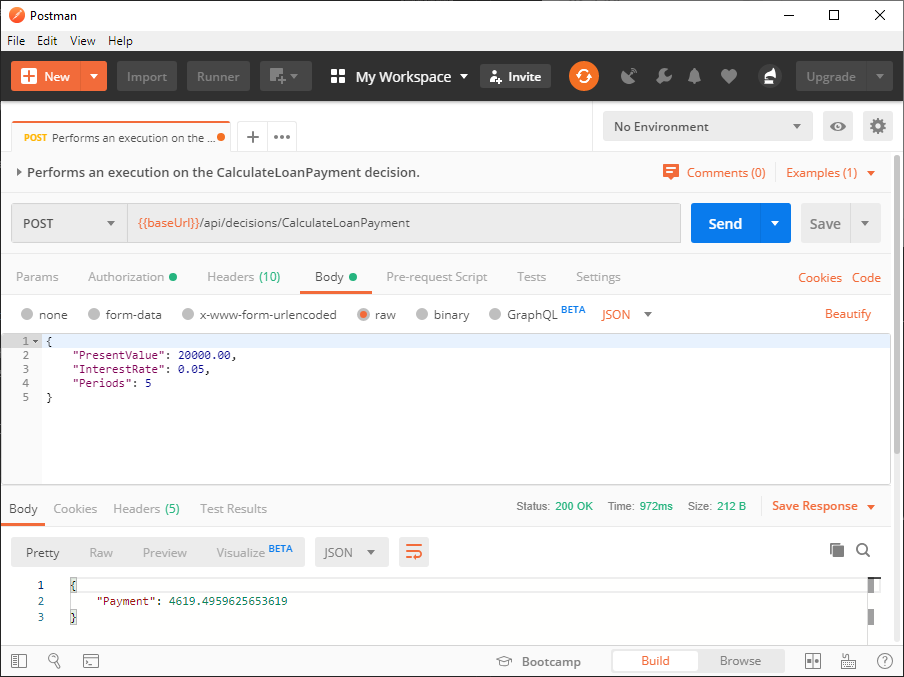 Postman
File Edit View Help
New Import Runner My Workspace Invite Upgrade
POST Performs an execution on the ... No Environment
Performs an execution on the CalculateLoanPayment decision. Comments (0) Examples (1)
POST {{baseUrl}}/api/decisions/CalculateLoanPayment Send Save
Params Authorization Headers (10) Body Pre-request Script Tests Settings Cookies Code
none form-data x-www-form-urlencoded raw binary GraphQL BETA JSON Beautify
1 {
2 "PresentValue": 20000.00,
3 "InterestRate": 0.05,
4 "Periods": 5
5 }
Body Cookies Headers (5) Test Results Status: 200 OK Time: 972ms Size: 212 B Save Response
Pretty Raw Preview Visualize BETA JSON
1 {
2 "Payment": 4619.4959625653619
3 }
Bootcamp Build Browse